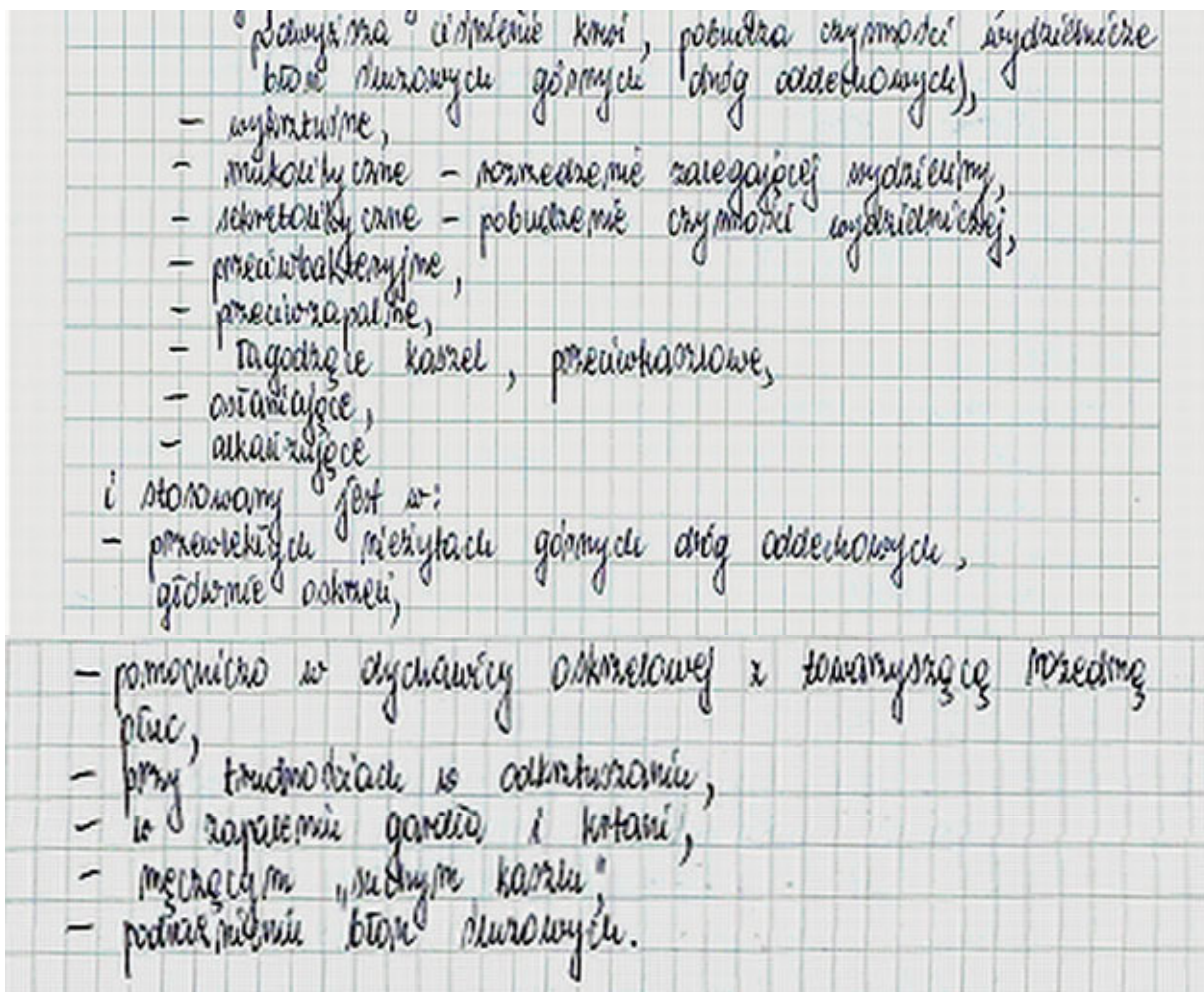 podwyższa ciśnienie krwi, pobudza czynności wydzielnicze
błon śluzowych górnych dróg oddechowych),
- wykrztuśne,
- mukolityczne - rozrzedzenie zalegającej wydzieliny,
- sekretolityczne - pobudzenie czynności wydzielniczej,
- przeciwbakteryjne,
- przeciwzapalne,
- łagodzące kaszel, przeciwkaszlowe,
- osłaniające,
- alkalizujące
i stosowany jest w:
- przewlekłych nieżytach górnych dróg oddechowych,
głównie oskrzeli,
- pomocniczo w dychawicy oskrzelowej z towarzyszącą rozedmą
płuc,
- przy trudnościach w odkrztuszaniu,
- w zapaleniu gardła i krtani,
- męczącym „suchym kaszlu",
- podrażnieniu błon śluzowych.